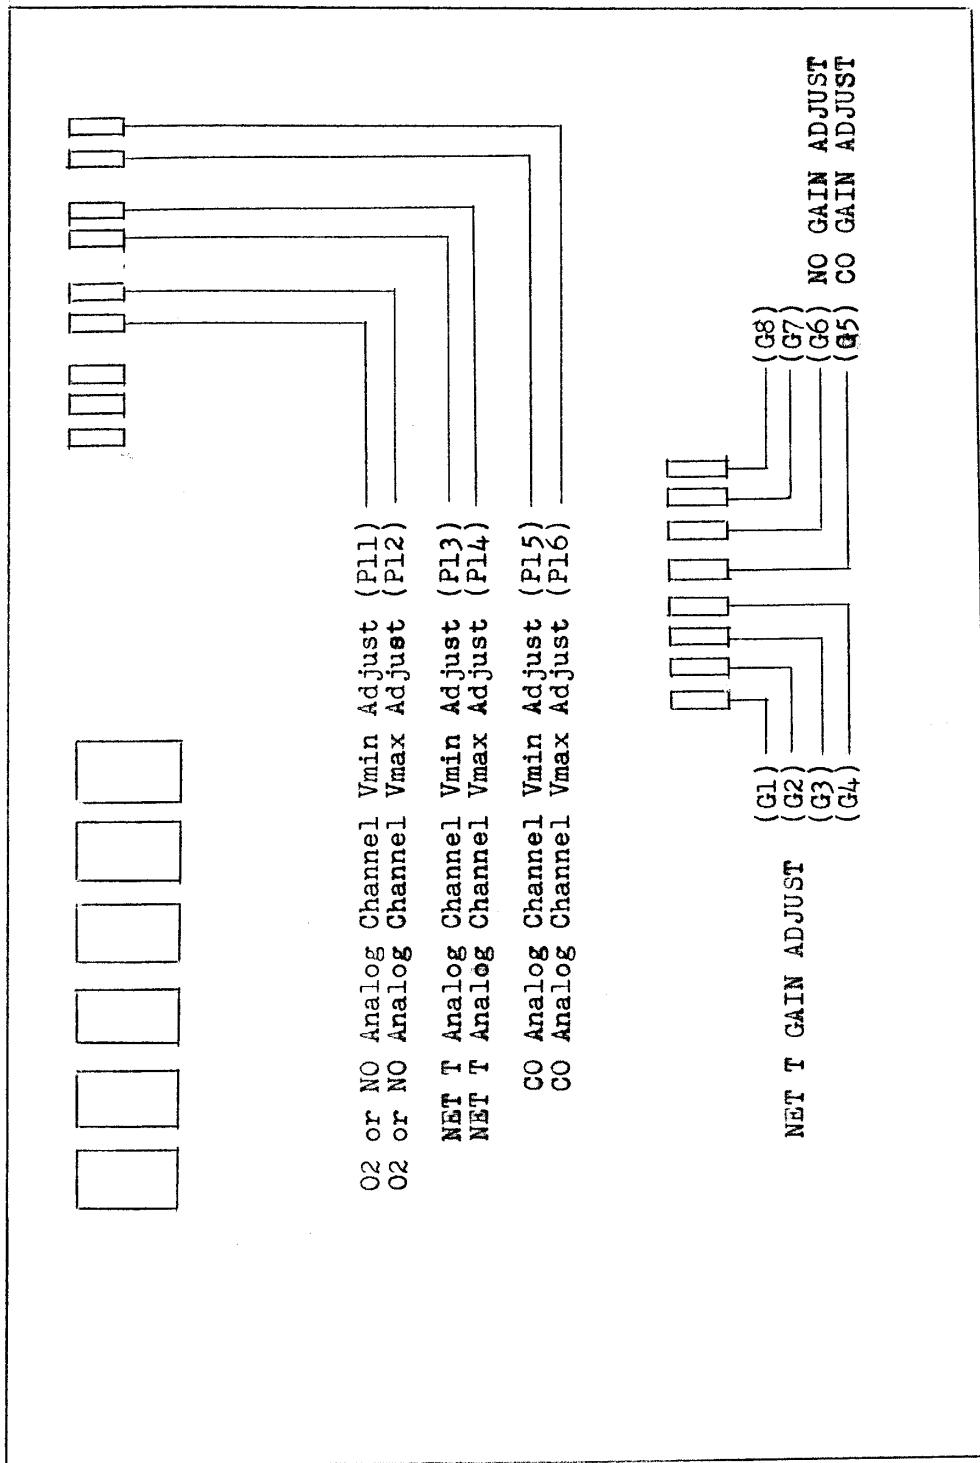 O2 or NO Analog Channel Vmin Adjust (P11)
O2 or NO Analog Channel Vmax Adjust (P12)
NET T Analog Channel Vmin Adjust (P13)
NET T Analog Channel Vmax Adjust (P14)
CO Analog Channel Vmin Adjust (P15)
CO Analog Channel Vmax Adjust (P16)
(G1)
(G2)
NET T GAIN ADJUST
(G3)
(G4)
(G8)
(G7)
(G6) NO GAIN ADJUST
(G5) CO GAIN ADJUST